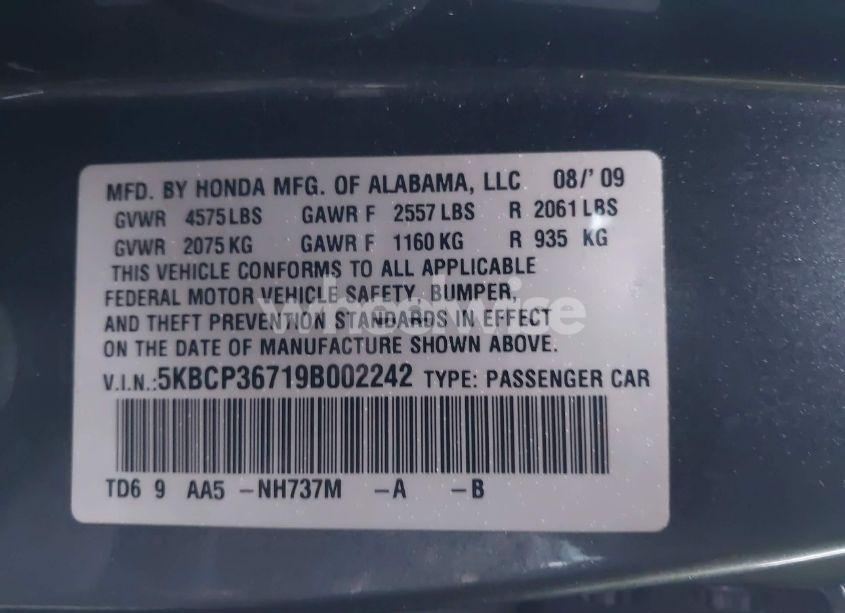 MFD. BY HONDA MFG. OF ALABAMA, LLC 08/'09
GVWR 4575 LBS GAWR F 2557 LBS R 2061 LBS
GVWR 2075 KG GAWR F 1160 KG R 935 KG
THIS VEHICLE CONFORMS TO ALL APPLICABLE
FEDERAL MOTOR VEHICLE SAFETY, BUMPER,
AND THEFT PREVENTION STANDARDS IN EFFECT
ON THE DATE OF MANUFACTURE SHOWN ABOVE.
V.I.N.:5KBCP36719B002242 TYPE: PASSENGER CAR
TD6 9 AA5 -NH737M -A -B
wheelwise